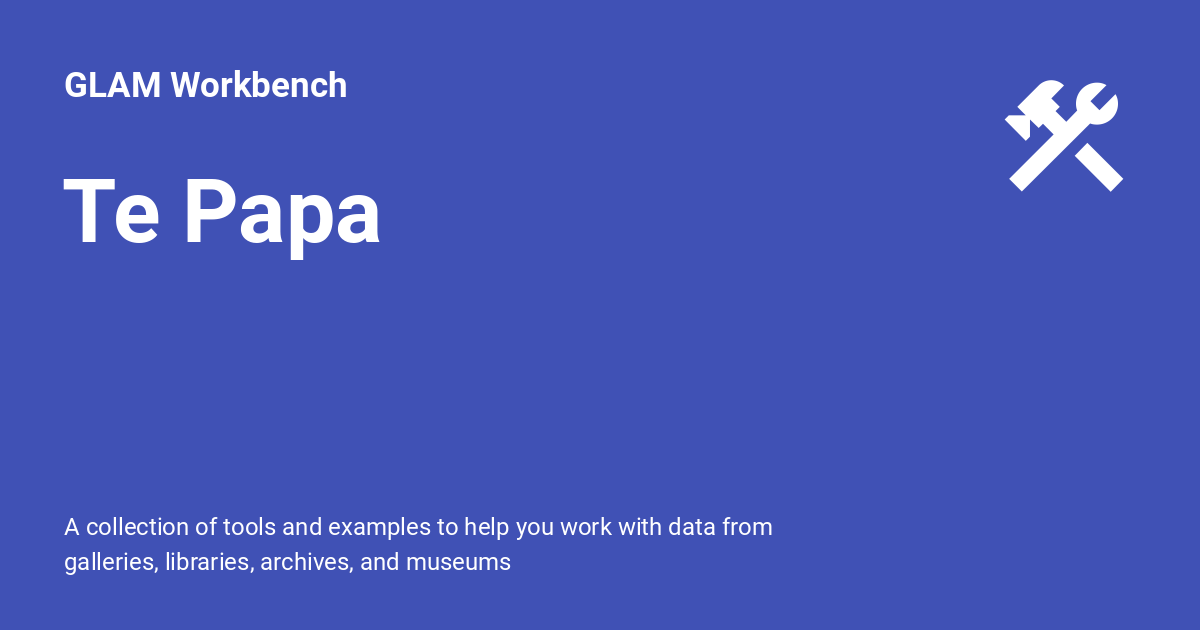 GLAM Workbench
Te Papa
A collection of tools and examples to help you work with data from
galleries, libraries, archives, and museums